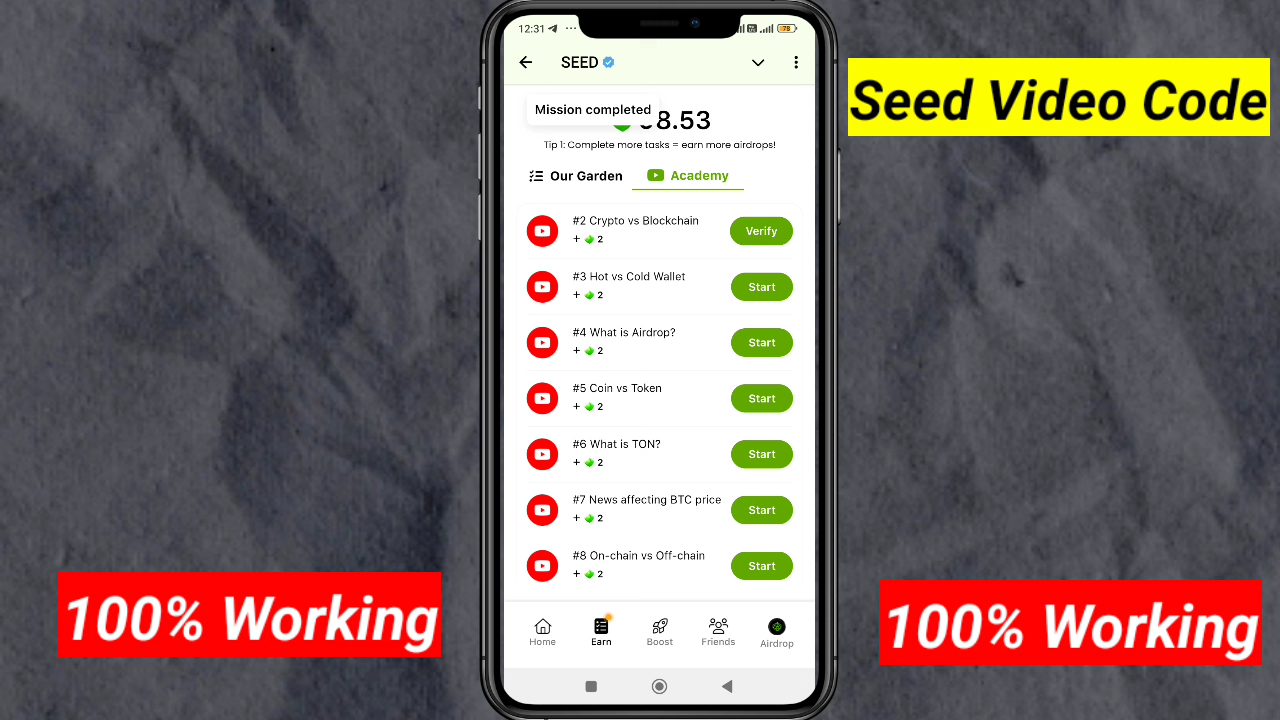 12:31
78
SEED
Mission completed
8.53
Tip 1: Complete more tasks = earn more airdrops!
Our Garden
Academy
#2 Crypto vs Blockchain
+ 2
Verify
#3 Hot vs Cold Wallet
+ 2
Start
#4 What is Airdrop?
+ 2
Start
#5 Coin vs Token
+ 2
Start
#6 What is TON?
+ 2
Start
#7 News affecting BTC price
+ 2
Start
#8 On-chain vs Off-chain
+ 2
Start
Home
Earn
Boost
Friends
Airdrop
Seed Video Code
100% Working
100% Working